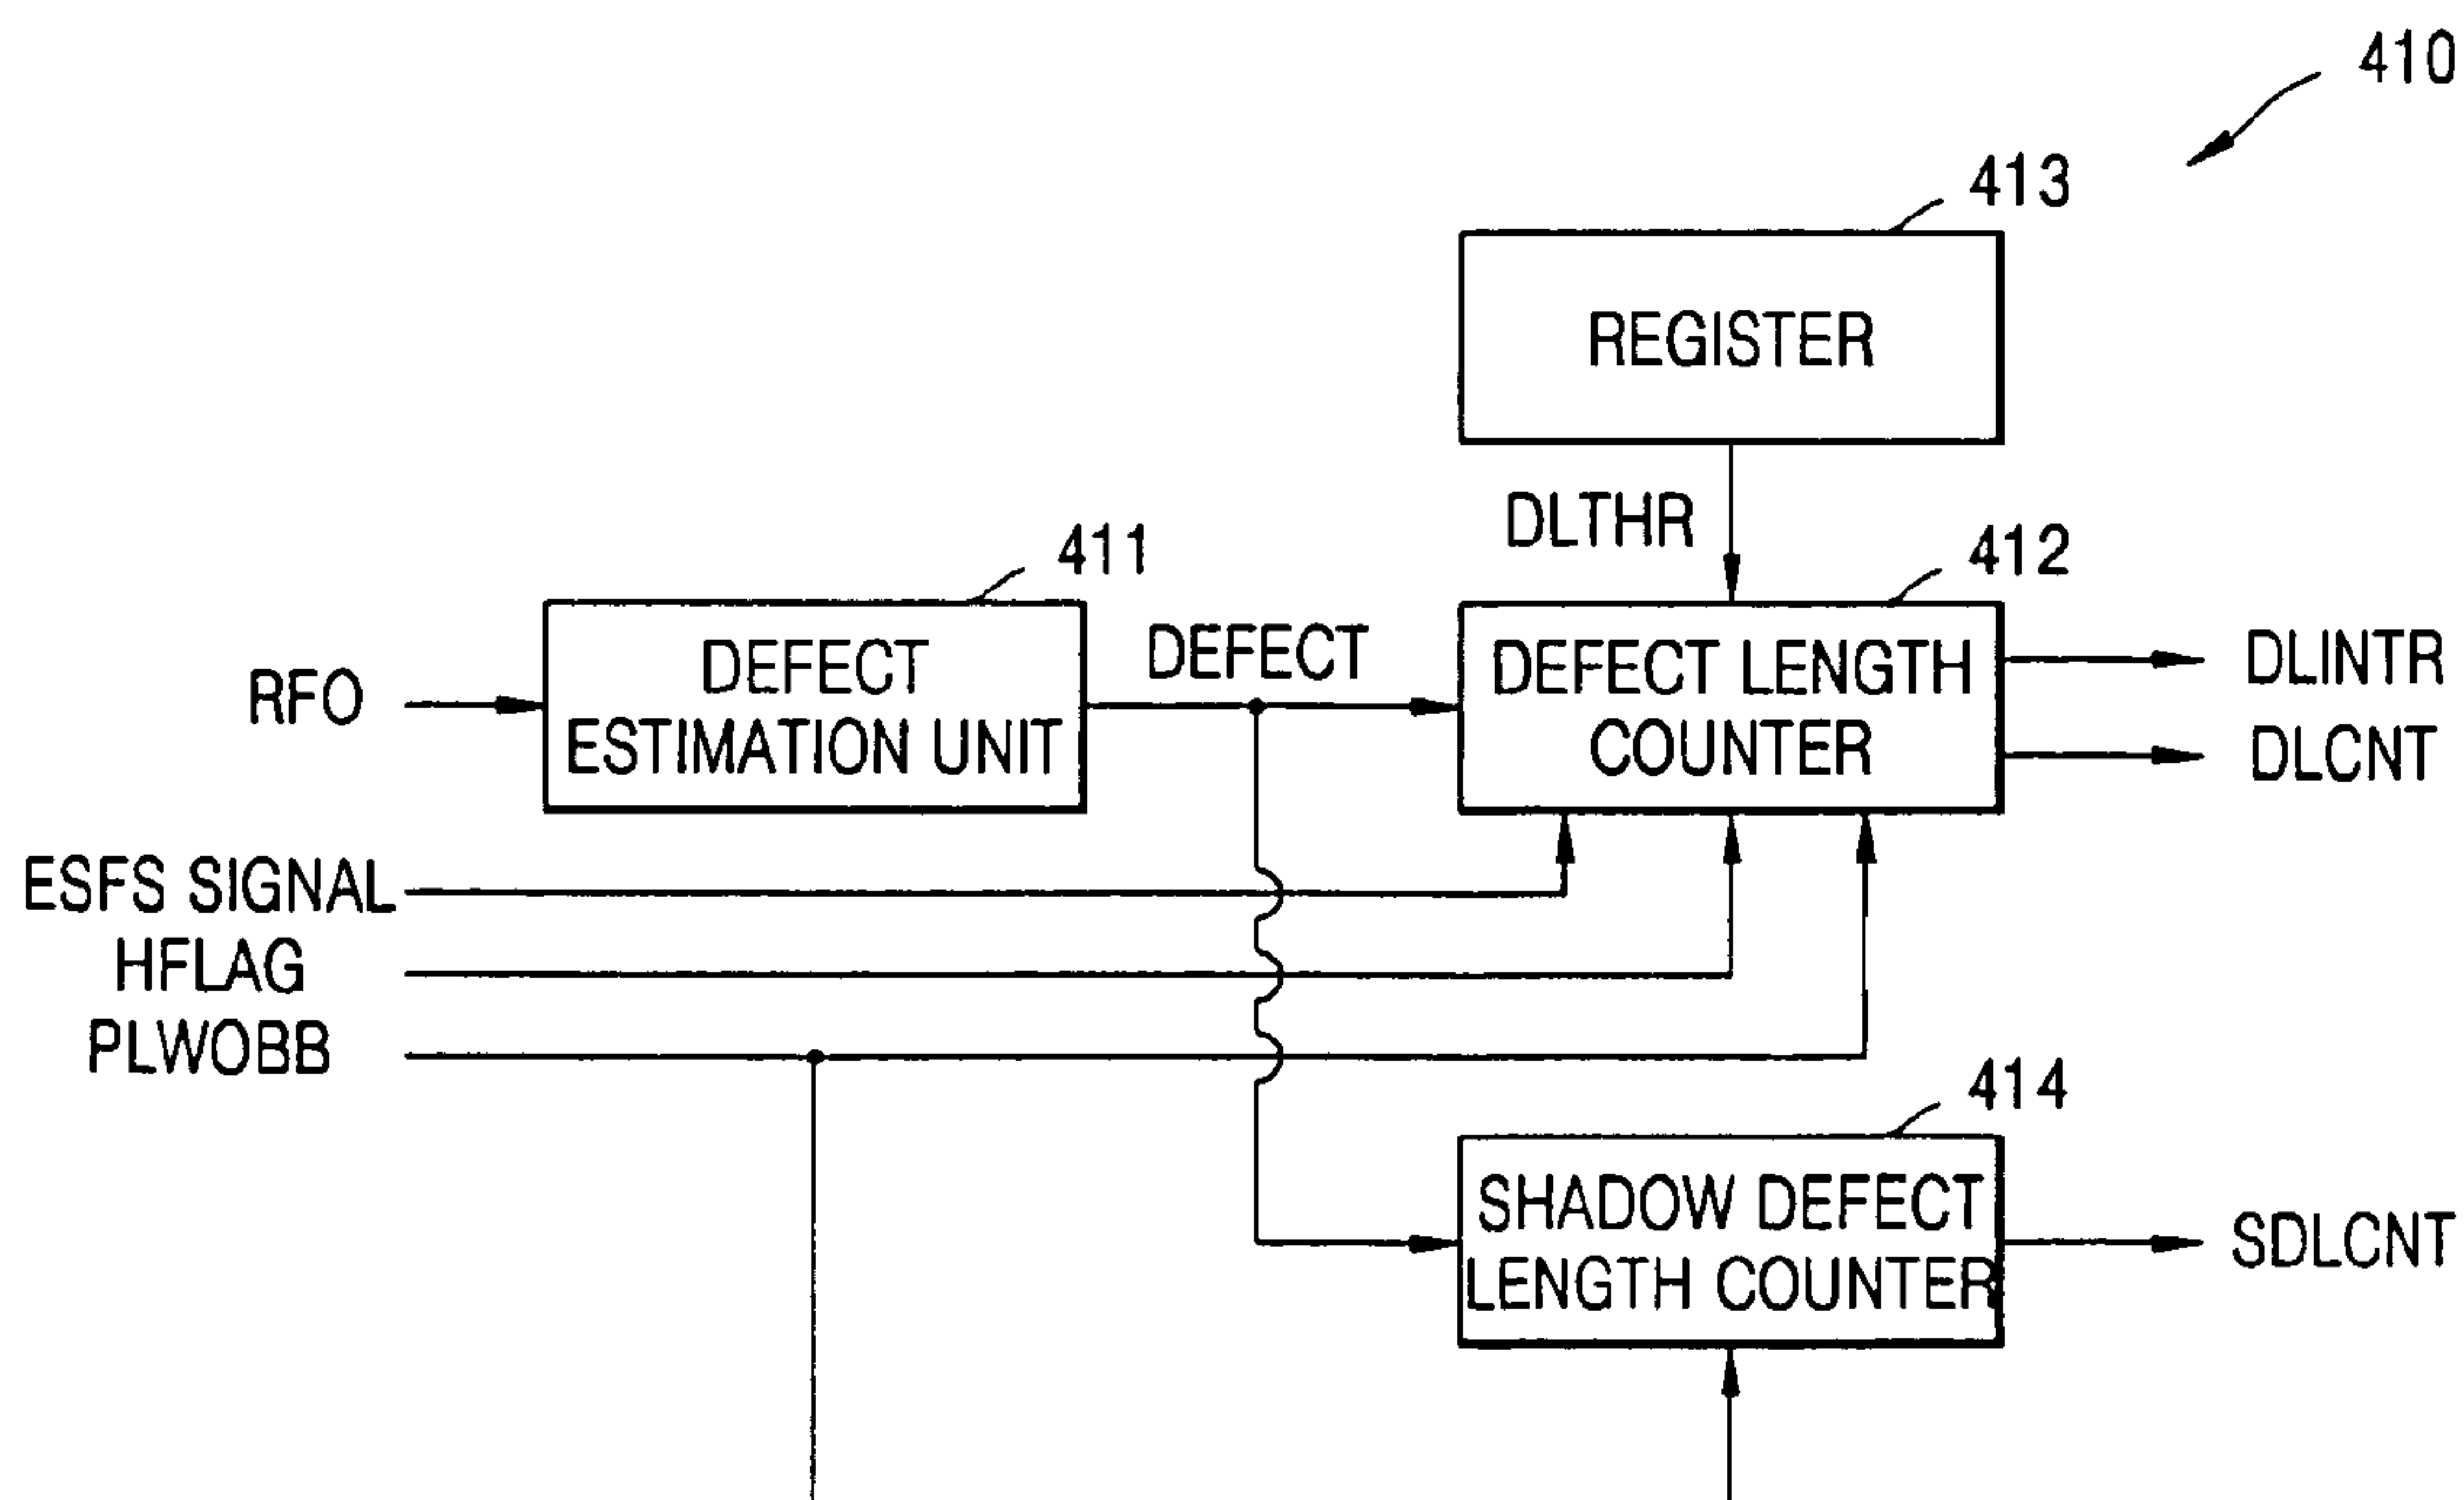 410
413
REGISTER
DLTHR
411
412
DEFECT
ESTIMATION UNIT
DEFECT
DEFECT LENGTH
COUNTER
RFO
DLINTR
DLCNT
ESFS SIGNAL
HFLAG
PLWOBB
414
SHADOW DEFECT
LENGTH COUNTER
SDLCNT